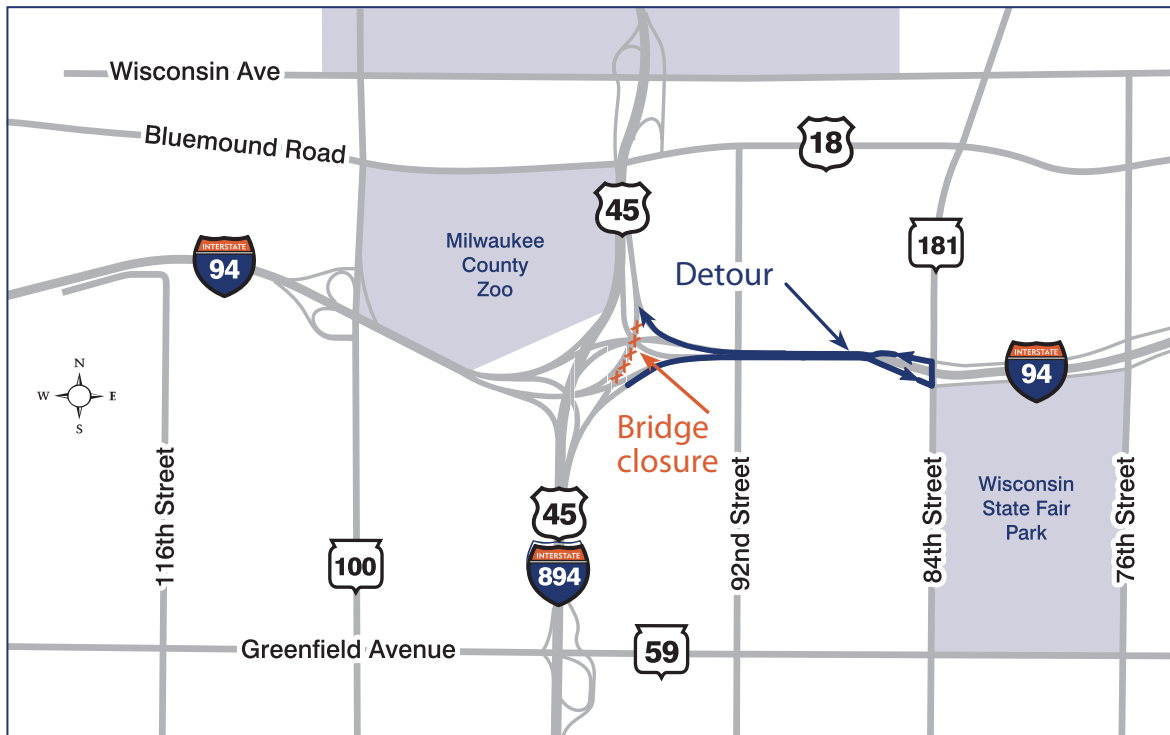 Wisconsin Ave
Bluemound Road
18
45
Milwaukee
County
Zoo
181
INTERSTATE
94
Detour
INTERSTATE
94
N
W
E
S
Bridge
closure
116th Street
92nd Street
84th Street
76th Street
Wisconsin
State Fair
Park
45
INTERSTATE
894
100
Greenfield Avenue
59